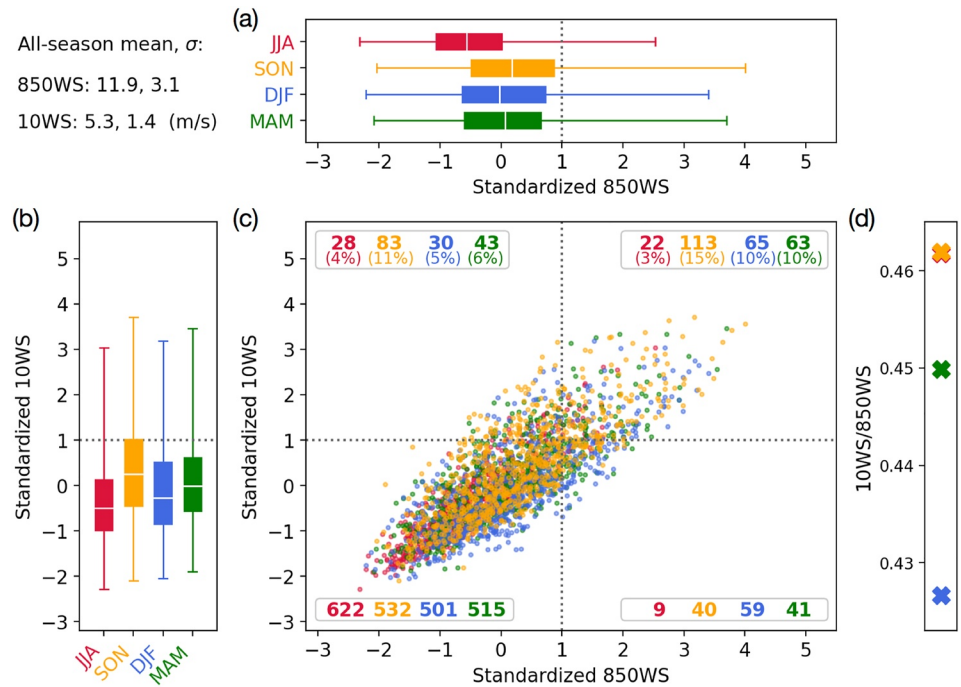 (a)
All-season mean, σ:
850WS: 11.9, 3.1
10WS: 5.3, 1.4 (m/s)
JJA
SON
DJF
MAM
−3 −2 −1 0 1 2 3 4 5
Standardized 850WS
(b)
Standardized 10WS
5
4
3
2
1
0
−1
−2
−3
JJA
SON
DJF
MAM
(c)
Standardized 10WS
28 83 30 43
(4%) (11%) (5%) (6%)
22 113 65 63
(3%) (15%) (10%) (10%)
5
4
3
2
1
0
−1
−2
−3
622 532 501 515
9 40 59 41
−3 −2 −1 0 1 2 3 4 5
Standardized 850WS
(d)
10WS/850WS
0.46
0.45
0.44
0.43